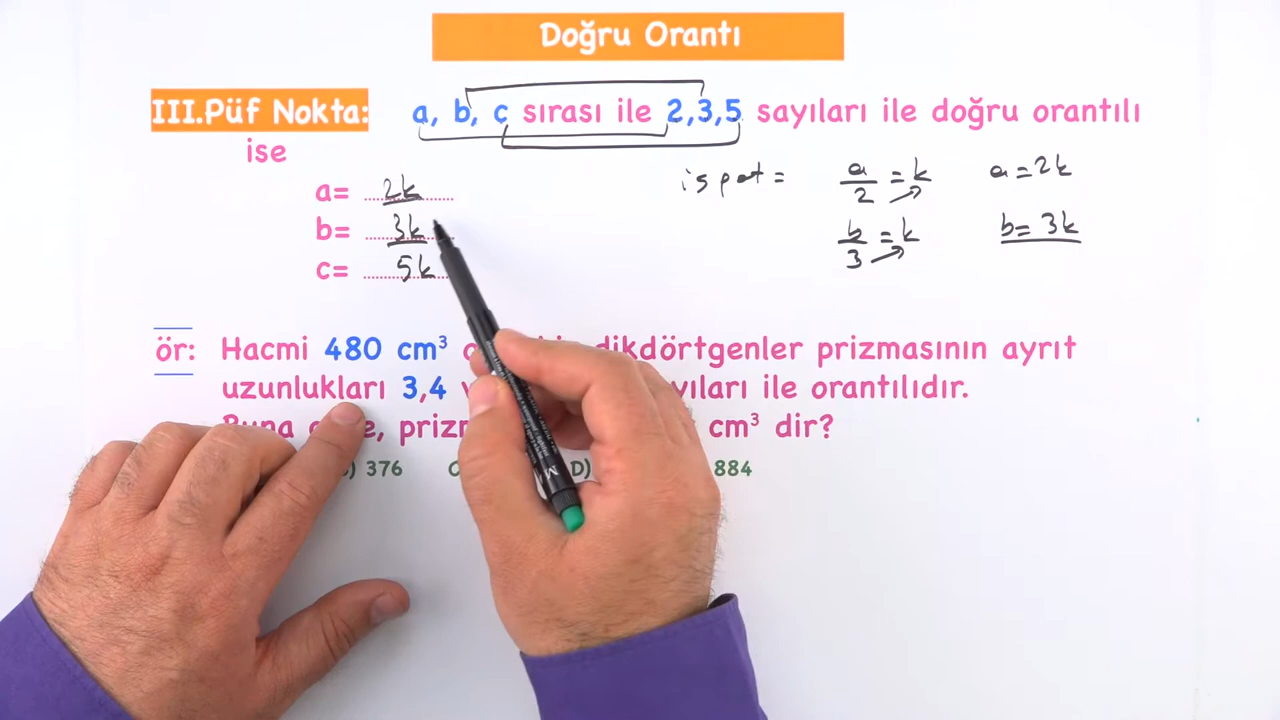 Doğru Orantı
III.Püf Nokta: a, b, c sırası ile 2,3,5 sayıları ile doğru orantılı
ise
a= 2k
b= 3k
c= 5k
ispat = a/2 = k a=2k
b/3 = k b= 3k
ör: Hacmi 480 cm³ dikdörtgenler prizmasının ayrıt
uzunlukları 3,4 ile orantılıdır.
cm³ dir?
376 D) 884